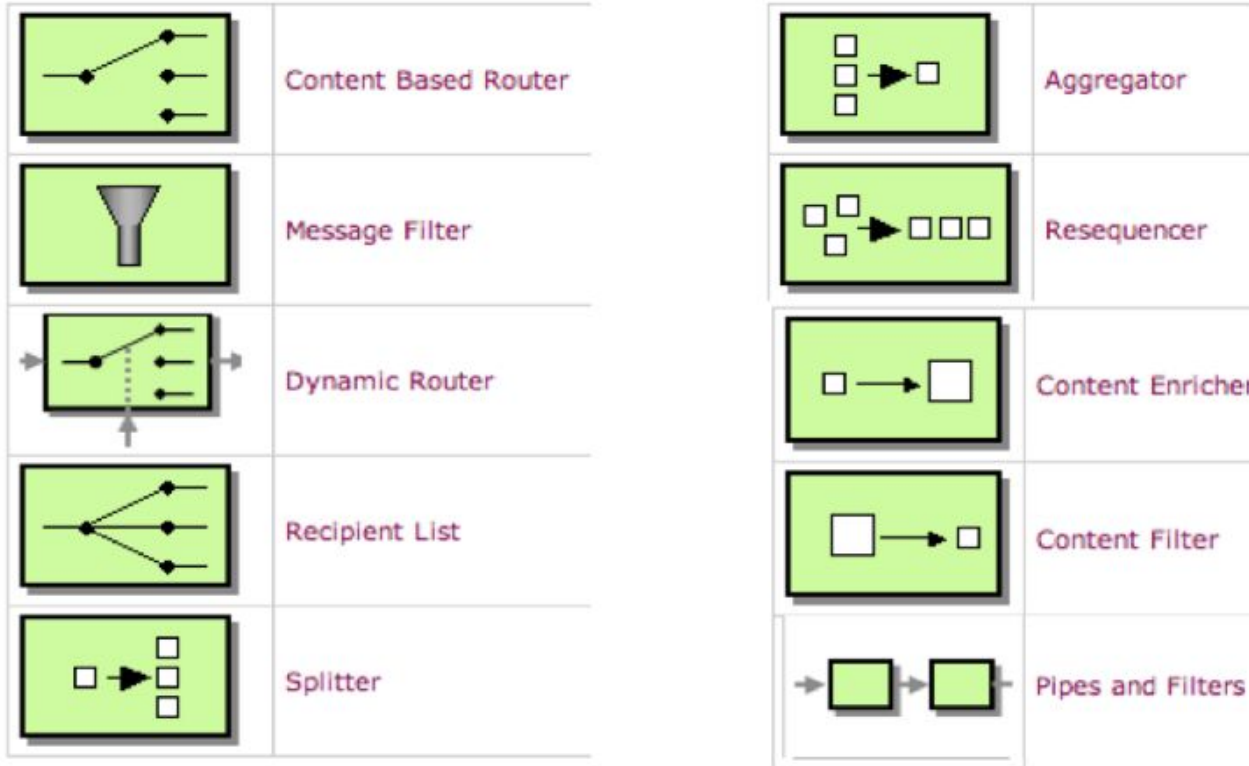 Content Based Router
Message Filter
Dynamic Router
Recipient List
Splitter
Aggregator
Resequencer
Content Enricher
Content Filter
Pipes and Filters